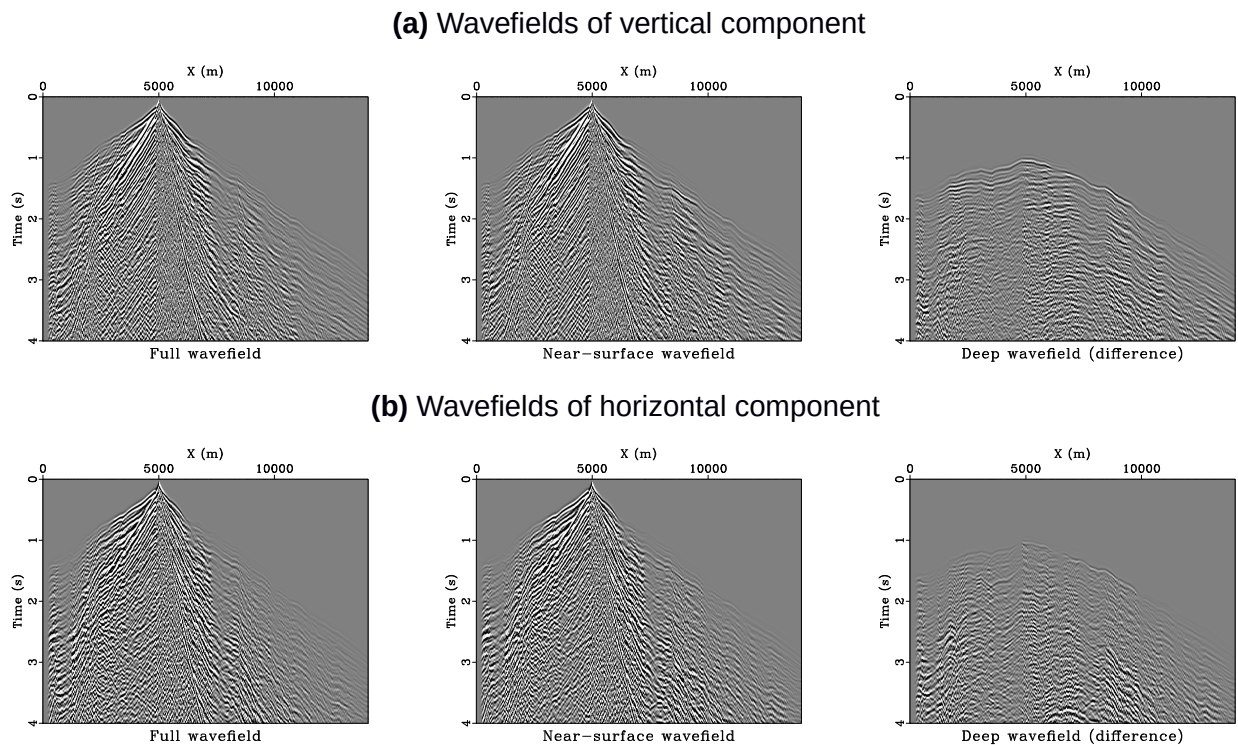 (a) Wavefields of vertical component
X (m)
0 5000 10000
Time (s)
0
1
2
3
4
Full wavefield
X (m)
0 5000 10000
Time (s)
0
1
2
3
4
Near-surface wavefield
X (m)
0 5000 10000
Time (s)
0
1
2
3
4
Deep wavefield (difference)
(b) Wavefields of horizontal component
X (m)
0 5000 10000
Time (s)
0
1
2
3
4
Full wavefield
X (m)
0 5000 10000
Time (s)
0
1
2
3
4
Near-surface wavefield
X (m)
0 5000 10000
Time (s)
0
1
2
3
4
Deep wavefield (difference)